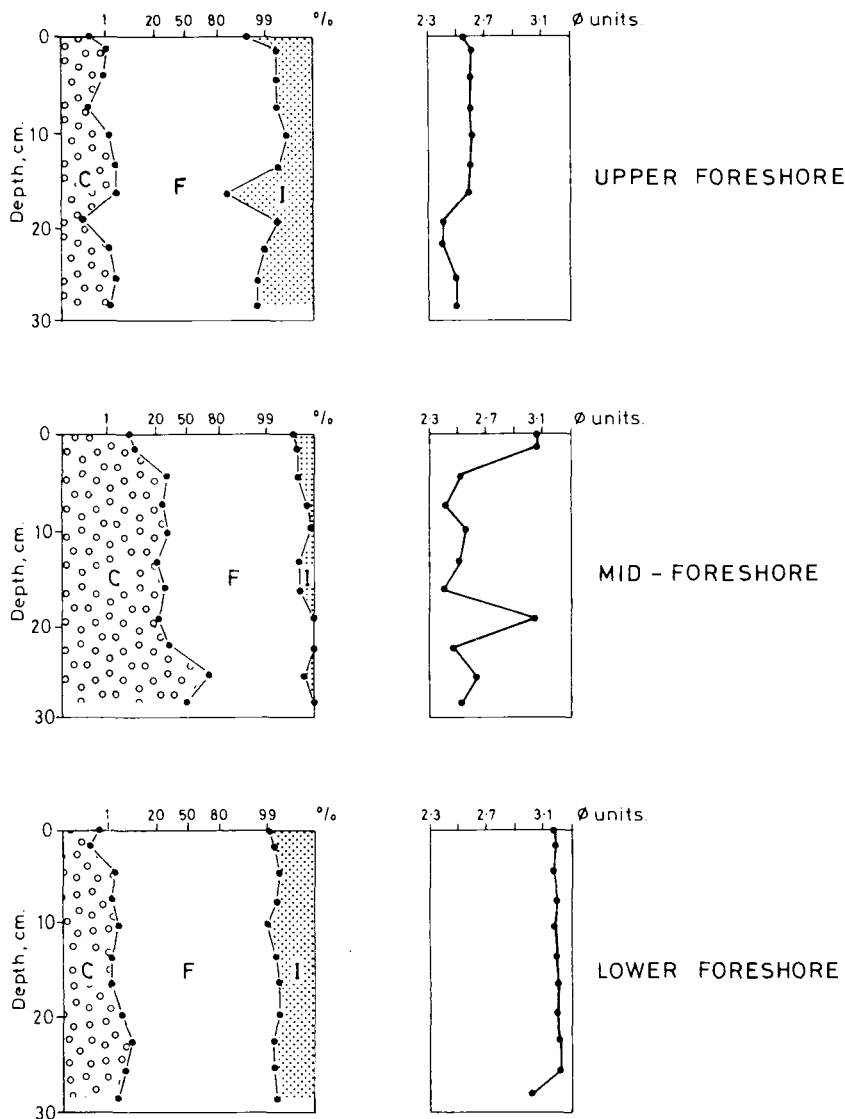 1 20 50 80 99 %
2·3 2·7 3·1 Ø units.
0
10
20
30
Depth, cm.
C F I
UPPER FORESHORE
1 20 50 80 99 %
2·3 2·7 3·1 Ø units.
0
10
20
30
Depth, cm.
C F I
MID - FORESHORE
1 20 50 80 99 %
2·3 2·7 3·1 Ø units.
0
10
20
30
Depth, cm.
C F I
LOWER FORESHORE